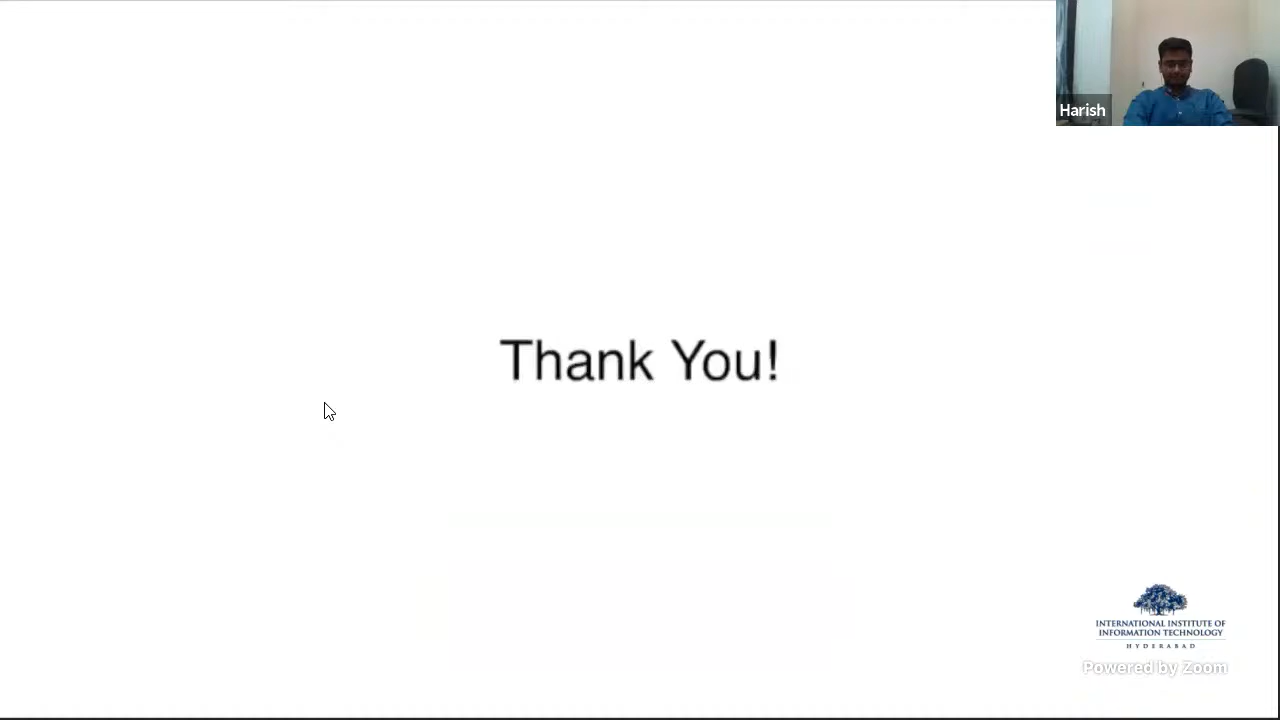 Harish
Thank You!
INTERNATIONAL INSTITUTE OF
INFORMATION TECHNOLOGY
HYDERABAD
Powered by Zoom